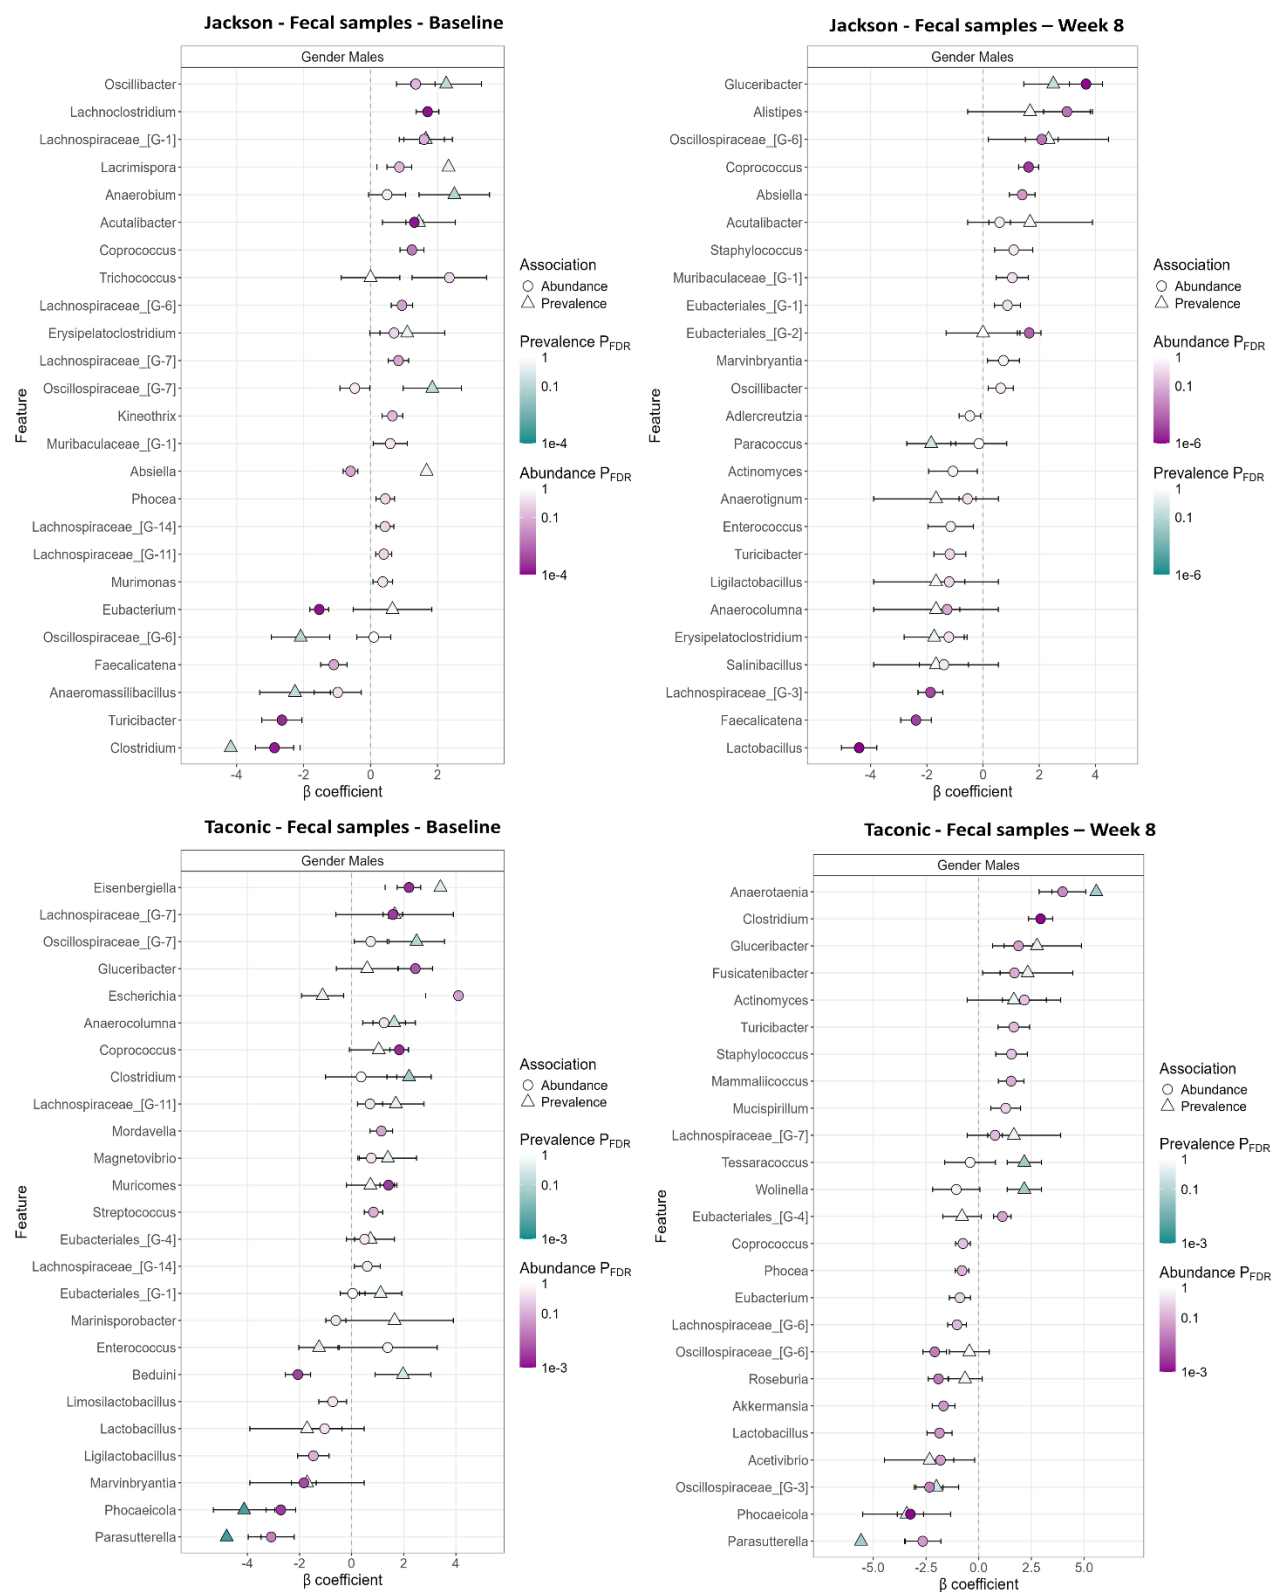 Jackson - Fecal samples - Baseline
Gender Males
Feature
Oscillibacter
Lachnoclostridium
Lachnospiraceae_[G-1]
Lacrimispora
Anaerobium
Acutalibacter
Coprococcus
Trichococcus
Lachnospiraceae_[G-6]
Erysipelatoclostridium
Lachnospiraceae_[G-7]
Oscillospiraceae_[G-7]
Kineothrix
Muribaculaceae_[G-1]
Absiella
Phocea
Lachnospiraceae_[G-14]
Lachnospiraceae_[G-11]
Murimonas
Eubacterium
Oscillospiraceae_[G-6]
Faecalicatena
Anaeromassilibacillus
Turicibacter
Clostridium
-4 -2 0 2
β coefficient
Association
Abundance
Prevalence
Prevalence PFDR
1
0.1
1e-4
Abundance PFDR
1
0.1
1e-4
Jackson - Fecal samples – Week 8
Gender Males
Feature
Gluceribacter
Alistipes
Oscillospiraceae_[G-6]
Coprococcus
Absiella
Acutalibacter
Staphylococcus
Muribaculaceae_[G-1]
Eubacteriales_[G-1]
Eubacteriales_[G-2]
Marvinbryantia
Oscillibacter
Adlercreutzia
Paracoccus
Actinomyces
Anaerotignum
Enterococcus
Turicibacter
Ligilactobacillus
Anaerocolumna
Erysipelatoclostridium
Salinibacillus
Lachnospiraceae_[G-3]
Faecalicatena
Lactobacillus
-4 -2 0 2 4
β coefficient
Association
Abundance
Prevalence
Abundance PFDR
1
0.1
1e-6
Prevalence PFDR
1
0.1
1e-6
Taconic - Fecal samples - Baseline
Gender Males
Feature
Eisenbergiella
Lachnospiraceae_[G-7]
Oscillospiraceae_[G-7]
Gluceribacter
Escherichia
Anaerocolumna
Coprococcus
Clostridium
Lachnospiraceae_[G-11]
Mordavella
Magnetovibrio
Muricomes
Streptococcus
Eubacteriales_[G-4]
Lachnospiraceae_[G-14]
Eubacteriales_[G-1]
Marinisporobacter
Enterococcus
Beduini
Limosilactobacillus
Lactobacillus
Ligilactobacillus
Marvinbryantia
Phocaeicola
Parasutterella
-4 -2 0 2 4
β coefficient
Association
Abundance
Prevalence
Prevalence PFDR
1
0.1
1e-3
Abundance PFDR
1
0.1
1e-3
Taconic - Fecal samples – Week 8
Gender Males
Feature
Anaerotaenia
Clostridium
Gluceribacter
Fusicatenibacter
Actinomyces
Turicibacter
Staphylococcus
Mammaliicoccus
Mucispirillum
Lachnospiraceae_[G-7]
Tessaracoccus
Wolinella
Eubacteriales_[G-4]
Coprococcus
Phocea
Eubacterium
Lachnospiraceae_[G-6]
Oscillospiraceae_[G-6]
Roseburia
Akkermansia
Lactobacillus
Acetivibrio
Oscillospiraceae_[G-3]
Phocaeicola
Parasutterella
-5.0 -2.5 0.0 2.5 5.0
β coefficient
Association
Abundance
Prevalence
Prevalence PFDR
1
0.1
1e-3
Abundance PFDR
1
0.1
1e-3